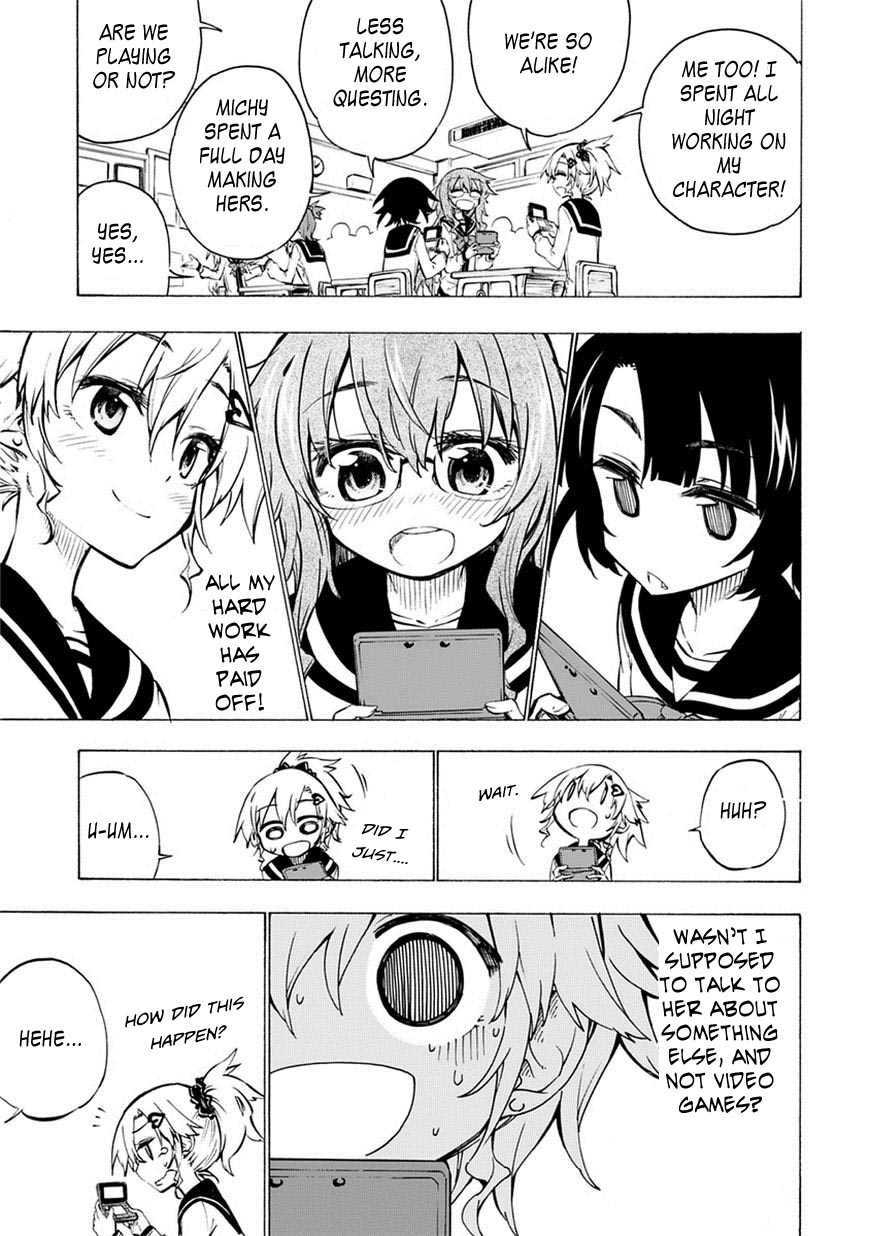 ME TOO! I
SPENT ALL
NIGHT
WORKING ON
MY
CHARACTER!
WE'RE SO
ALIKE!
LESS
TALKING,
MORE
QUESTING.
MICHY
SPENT A
FULL DAY
MAKING
HERS.
ARE WE
PLAYING
OR NOT?
YES,
YES...
ALL MY
HARD
WORK
HAS
PAID
OFF!
HUH?
WAIT.
DID I
JUST....
U-UM...
WASN'T I
SUPPOSED
TO TALK TO
HER ABOUT
SOMETHING
ELSE, AND
NOT VIDEO
GAMES?
HOW DID THIS
HAPPEN?
HEHE...